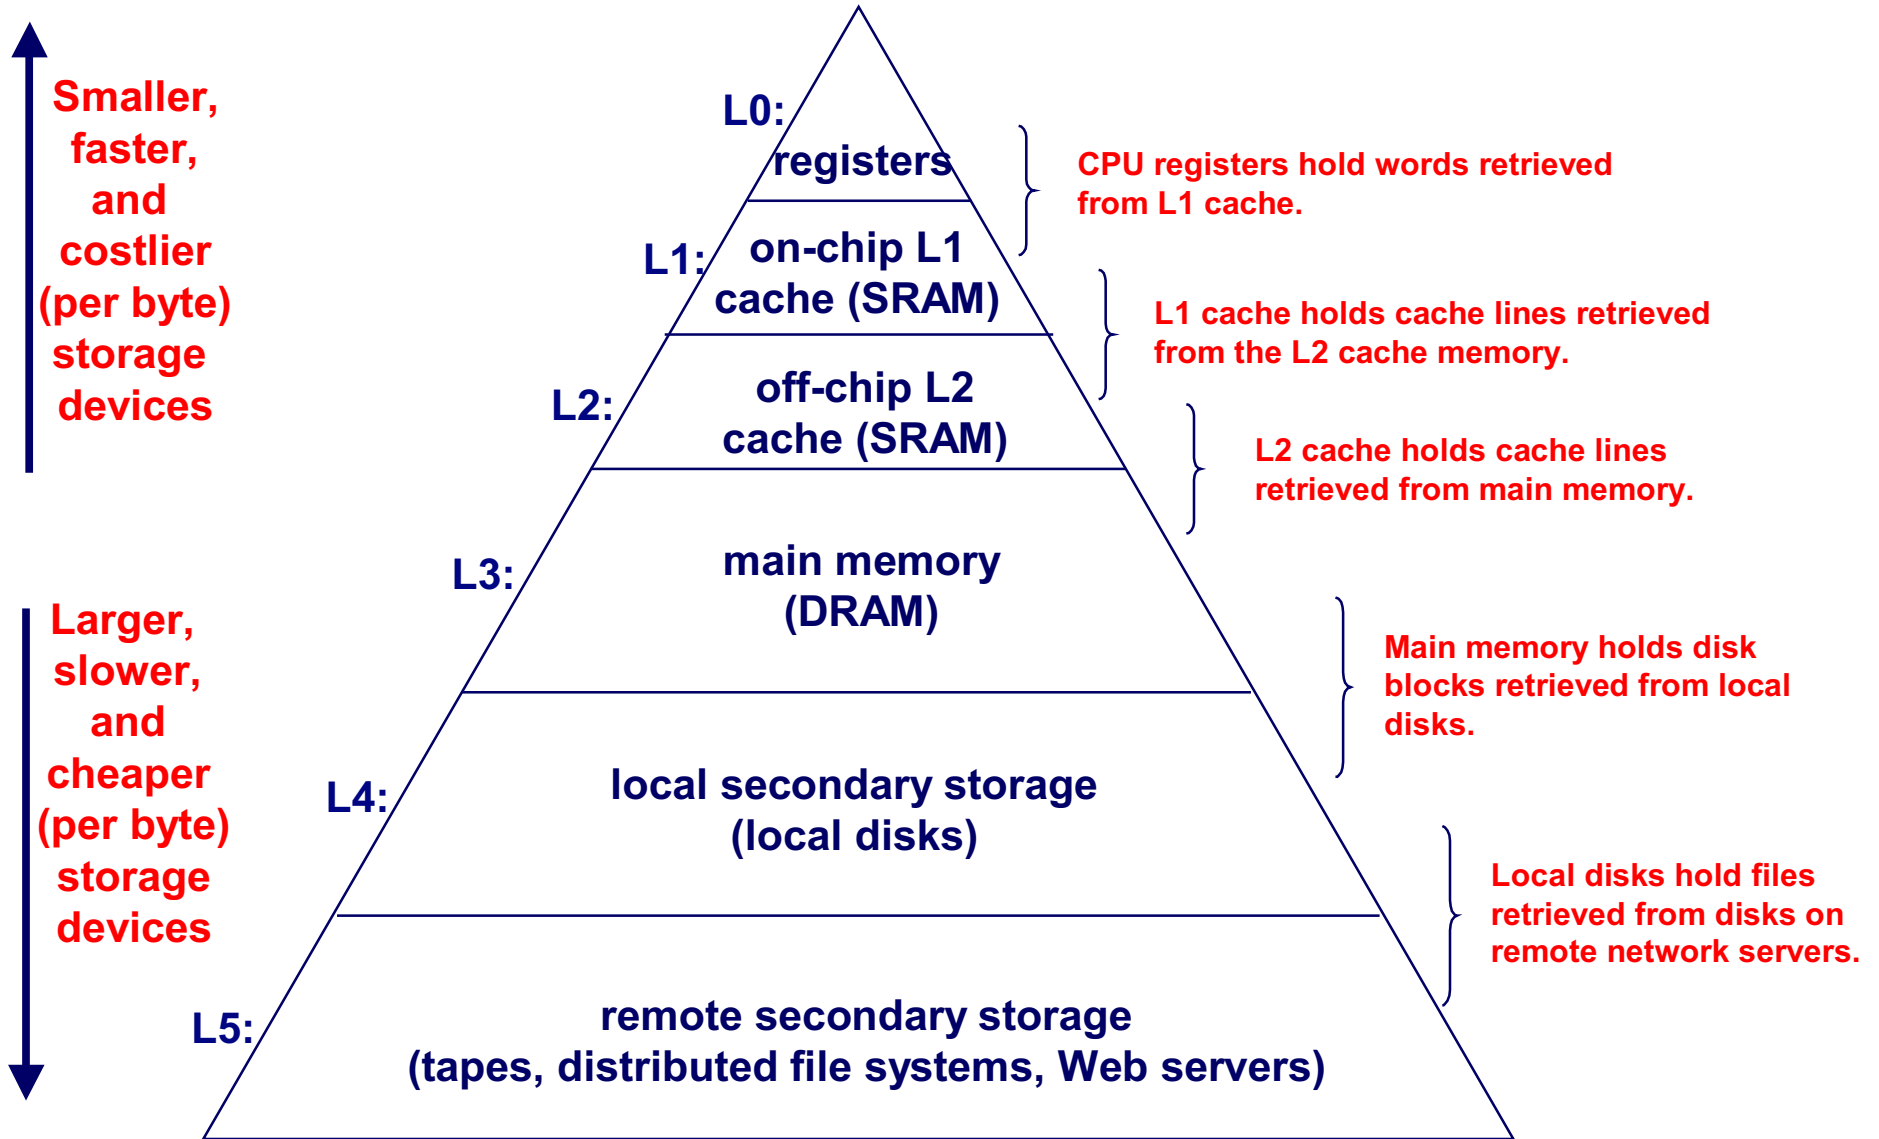 Smaller,
faster,
and
costlier
(per byte)
storage
devices
Larger,
slower,
and
cheaper
(per byte)
storage
devices
L0:
registers
CPU registers hold words retrieved
from L1 cache.
L1:
on-chip L1
cache (SRAM)
L1 cache holds cache lines retrieved
from the L2 cache memory.
L2:
off-chip L2
cache (SRAM)
L2 cache holds cache lines
retrieved from main memory.
L3:
main memory
(DRAM)
Main memory holds disk
blocks retrieved from local
disks.
L4:
local secondary storage
(local disks)
Local disks hold files
retrieved from disks on
remote network servers.
L5:
remote secondary storage
(tapes, distributed file systems, Web servers)